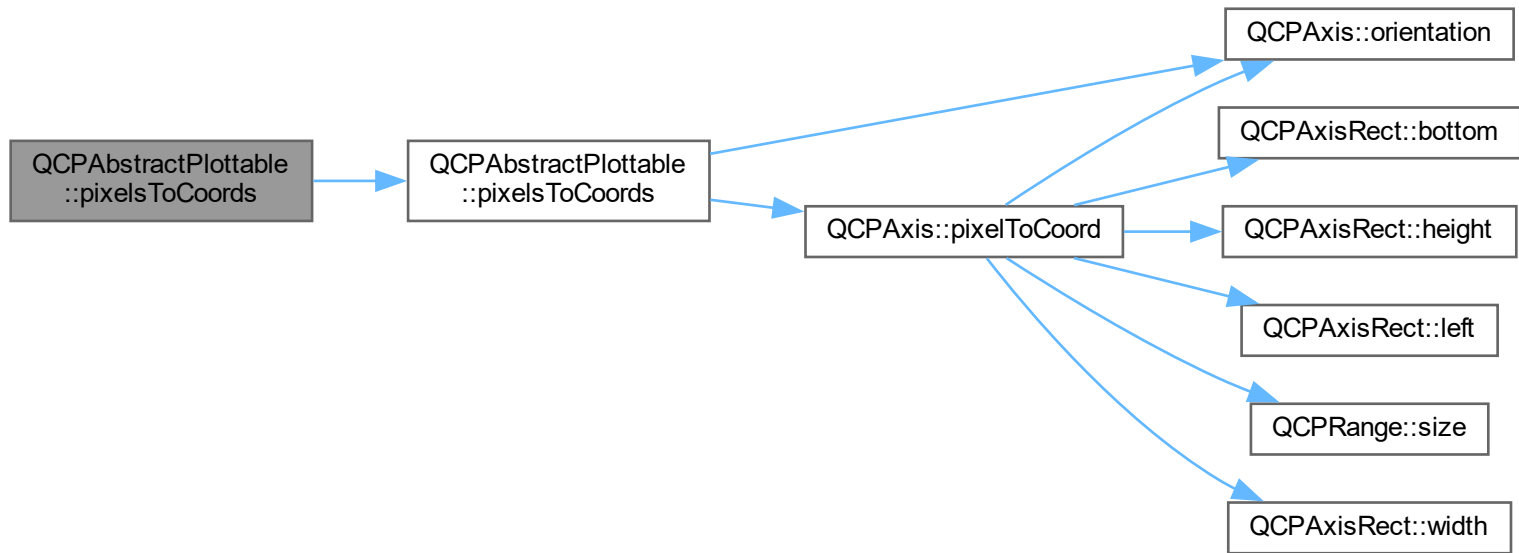 QCPAbstractPlottable
::pixelsToCoords
QCPAbstractPlottable
::pixelsToCoords
QCPAxis::pixelToCoord
QCPAxis::orientation
QCPAxisRect::bottom
QCPAxisRect::height
QCPAxisRect::left
QCPRange::size
QCPAxisRect::width